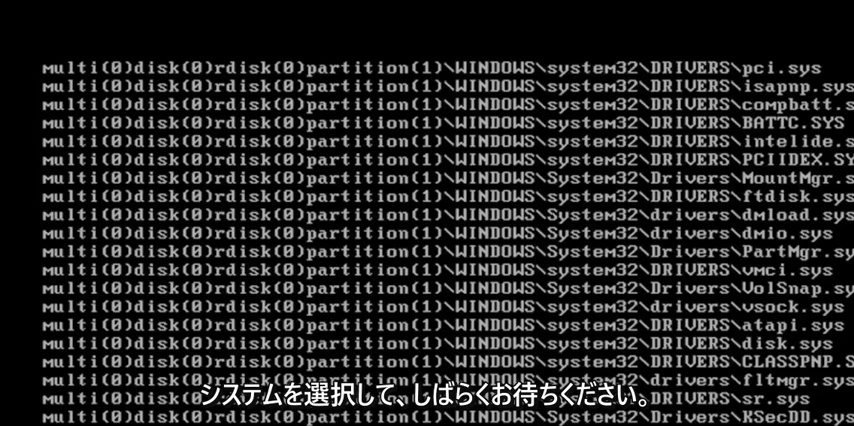 multi(0)disk(0)rdisk(0)partition(1)\WINDOWS\system32\DRIVERS\pci.sys
multi(0)disk(0)rdisk(0)partition(1)\WINDOWS\system32\DRIVERS\isapnp.sys
multi(0)disk(0)rdisk(0)partition(1)\WINDOWS\system32\DRIVERS\compbatt.s
multi(0)disk(0)rdisk(0)partition(1)\WINDOWS\system32\DRIVERS\BATTC.SYS
multi(0)disk(0)rdisk(0)partition(1)\WINDOWS\system32\DRIVERS\intelide.s
multi(0)disk(0)rdisk(0)partition(1)\WINDOWS\system32\DRIVERS\PCIIDEX.SY
multi(0)disk(0)rdisk(0)partition(1)\WINDOWS\System32\Drivers\MountMgr.s
multi(0)disk(0)rdisk(0)partition(1)\WINDOWS\system32\DRIVERS\ftdisk.sys
multi(0)disk(0)rdisk(0)partition(1)\WINDOWS\System32\drivers\dmload.sys
multi(0)disk(0)rdisk(0)partition(1)\WINDOWS\System32\drivers\dmio.sys
multi(0)disk(0)rdisk(0)partition(1)\WINDOWS\System32\Drivers\PartMgr.sy
multi(0)disk(0)rdisk(0)partition(1)\WINDOWS\system32\DRIVERS\vmci.sys
multi(0)disk(0)rdisk(0)partition(1)\WINDOWS\System32\Drivers\VolSnap.sy
multi(0)disk(0)rdisk(0)partition(1)\WINDOWS\system32\drivers\vsock.sys
multi(0)disk(0)rdisk(0)partition(1)\WINDOWS\system32\DRIVERS\atapi.sys
multi(0)disk(0)rdisk(0)partition(1)\WINDOWS\system32\DRIVERS\disk.sys
multi(0)disk(0)rdisk(0)partition(1)\WINDOWS\system32\DRIVERS\CLASSPNP.S
multi(0)disk(0)rdisk(0)partition(1)\WINDOWS\system32\drivers\fltmgr.sys
システムを選択して、しばらくお待ちください。
multi(0)disk(0)rdisk(0)partition(1)\WINDOWS\system32\DRIVERS\sr.sys
multi(0)disk(0)rdisk(0)partition(1)\WINDOWS\System32\Drivers\KSecDD.sys